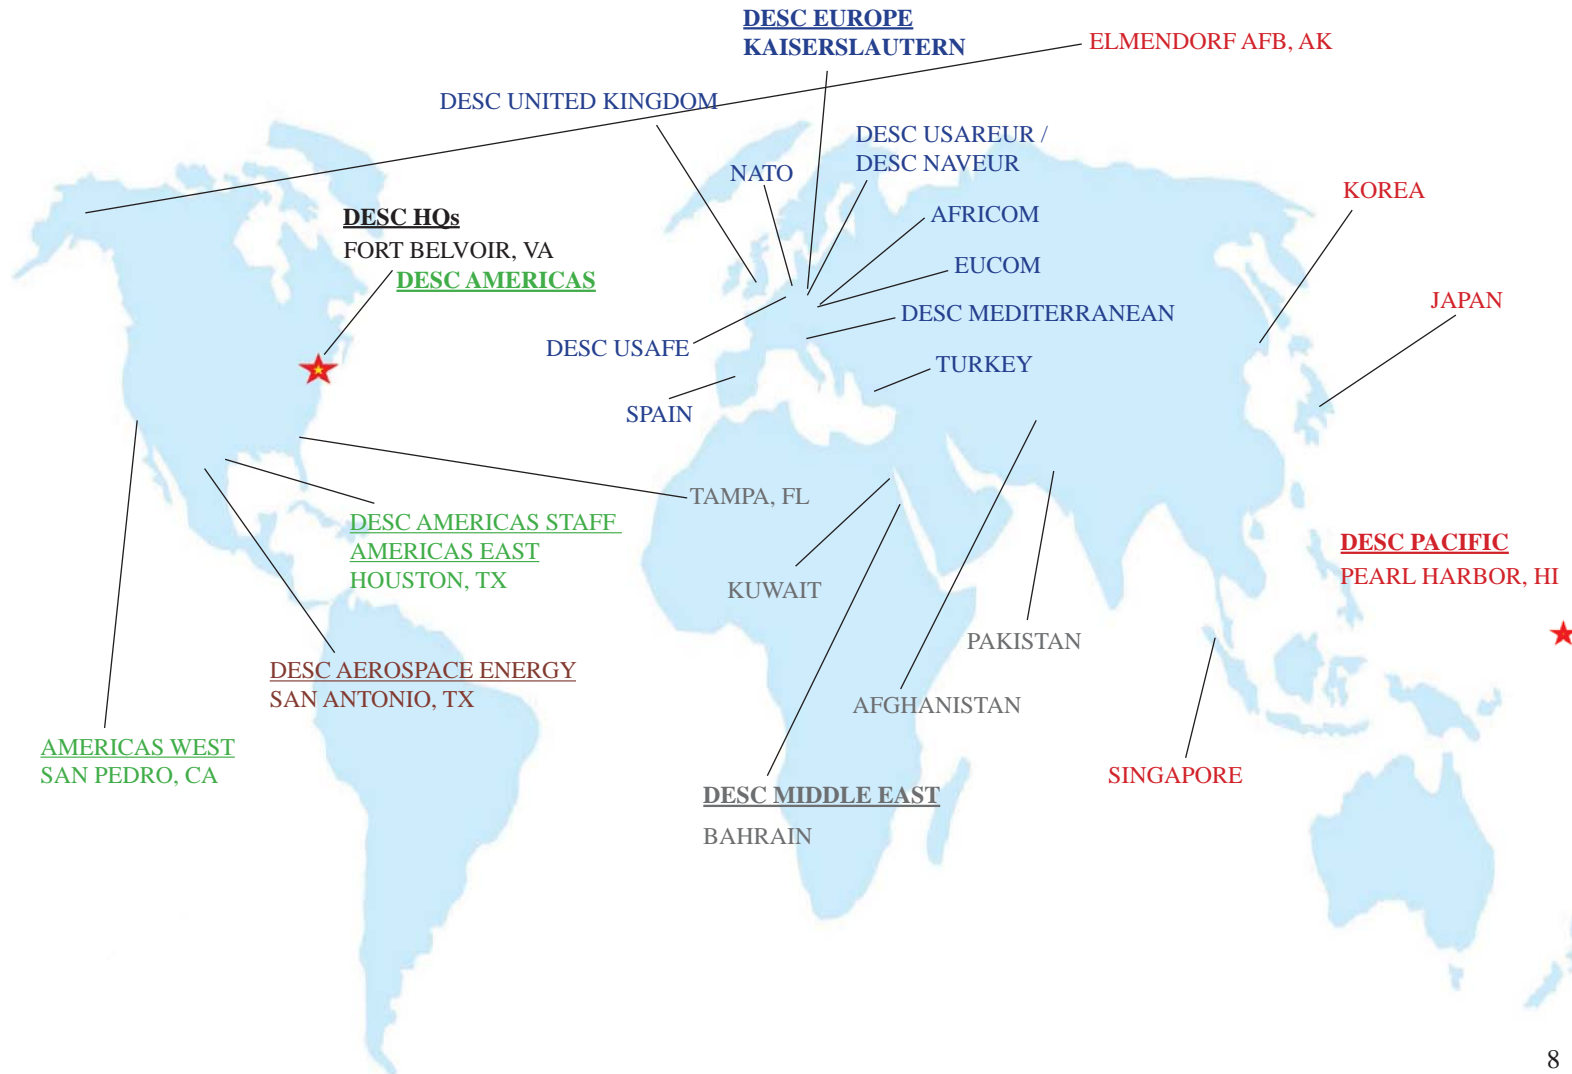 DESC EUROPE
KAISERSLAUTERN
ELMENDORF AFB, AK
DESC UNITED KINGDOM
DESC USAREUR /
DESC NAVEUR
NATO
KOREA
DESC HQs
FORT BELVOIR, VA
DESC AMERICAS
AFRICOM
EUCOM
JAPAN
DESC MEDITERRANEAN
DESC USAFE
TURKEY
SPAIN
TAMPA, FL
DESC AMERICAS STAFF
AMERICAS EAST
HOUSTON, TX
DESC PACIFIC
PEARL HARBOR, HI
KUWAIT
PAKISTAN
DESC AEROSPACE ENERGY
SAN ANTONIO, TX
AFGHANISTAN
AMERICAS WEST
SAN PEDRO, CA
SINGAPORE
DESC MIDDLE EAST
BAHRAIN
8